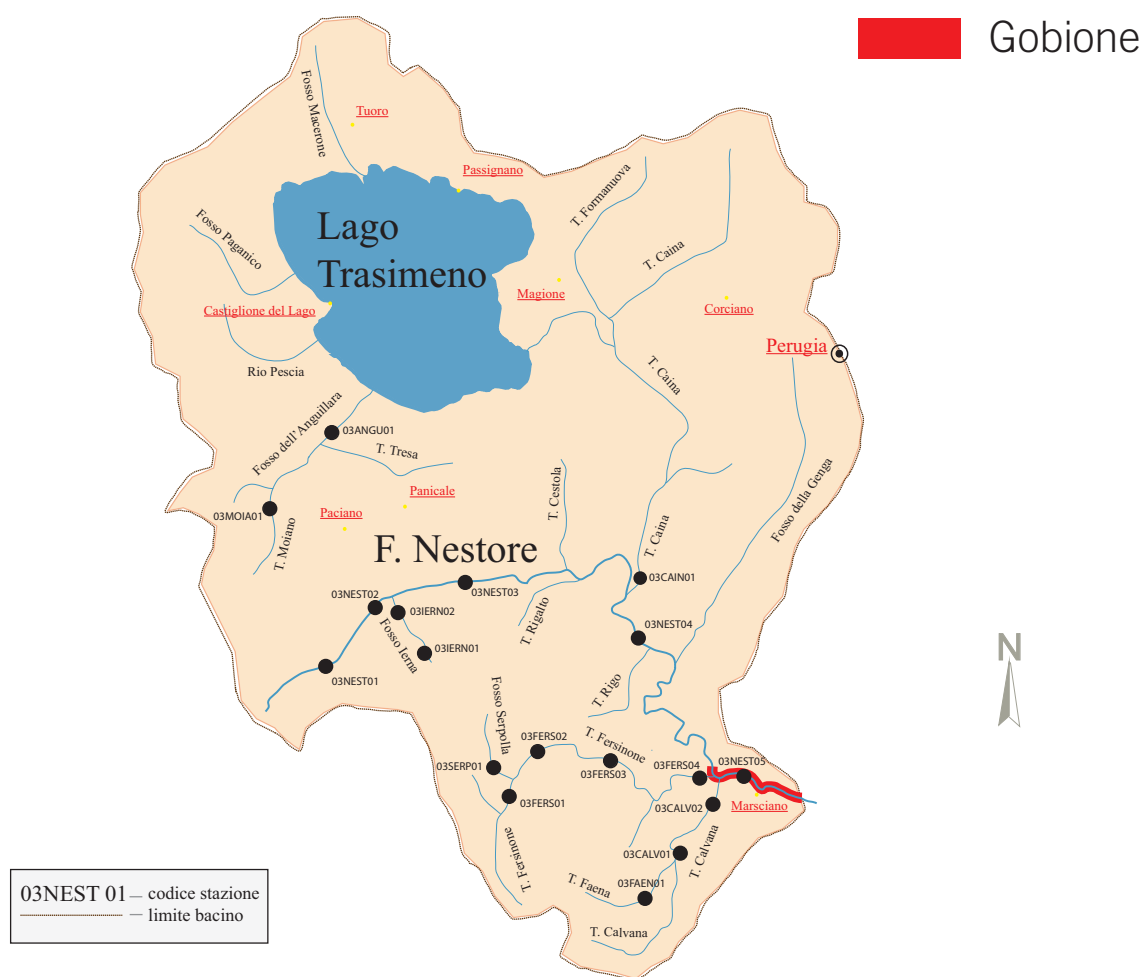 Gobione
Fosso Macerone
Tuoro
Passignano
T. Formanuova
Fosso Paganico
Lago
Trasimeno
T. Caina
Magione
Castiglione del Lago
Corciano
Perugia
Rio Pescia
T. Caina
Fosso dell'Anguillara
03ANGU01
T. Tresa
T. Cestola
Fosso della Genga
Panicale
03MOIA01
Paciano
T. Moiano
T. Caina
F. Nestore
03CAIN01
03NEST03
03NEST02
03IERN02
T. Rigalto
03NEST04
Fosso Ierna
03IERN01
03NEST01
N
T. Rigo
Fosso Serpolla
03FERS02
T. Fersinone
03SERP01
03FERS03
03FERS04
03NEST05
03FERS01
03CALV02
Marsciano
T. Fersinone
03CALV01
T. Calvana
T. Faena
03FAEN01
T. Calvana
03NEST 01 codice stazione
limite bacino